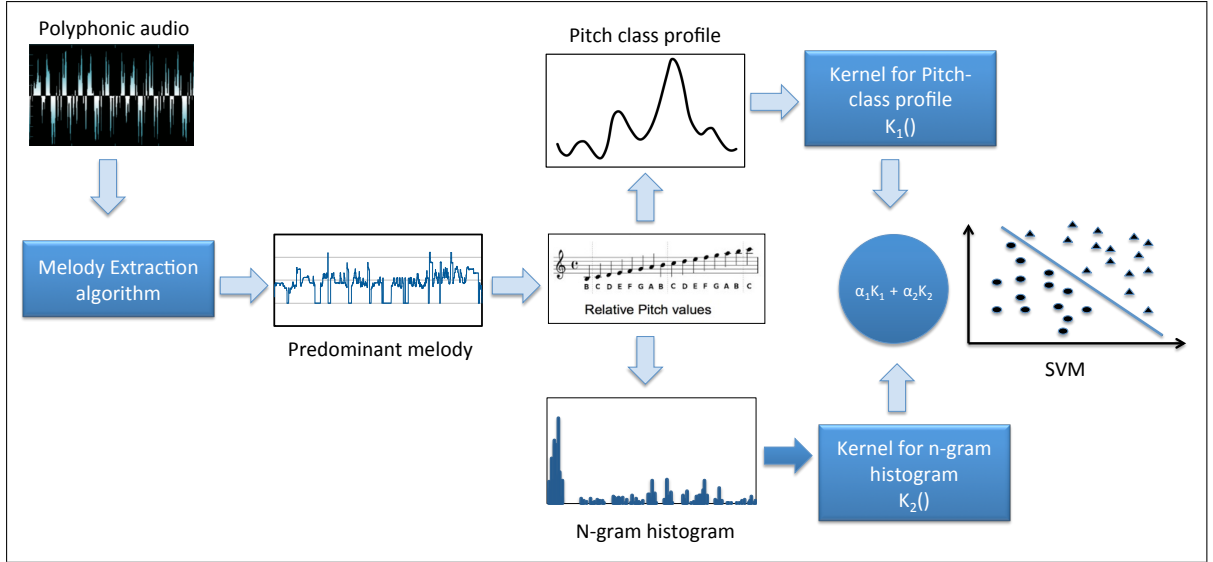 Polyphonic audio
Pitch class profile
Kernel for Pitch-
class profile
K₁()
Melody Extraction
algorithm
B C D E F G A B C D E F G A B C
Relative Pitch values
Predominant melody
α₁K₁ + α₂K₂
SVM
Kernel for n-gram
histogram
K₂()
N-gram histogram